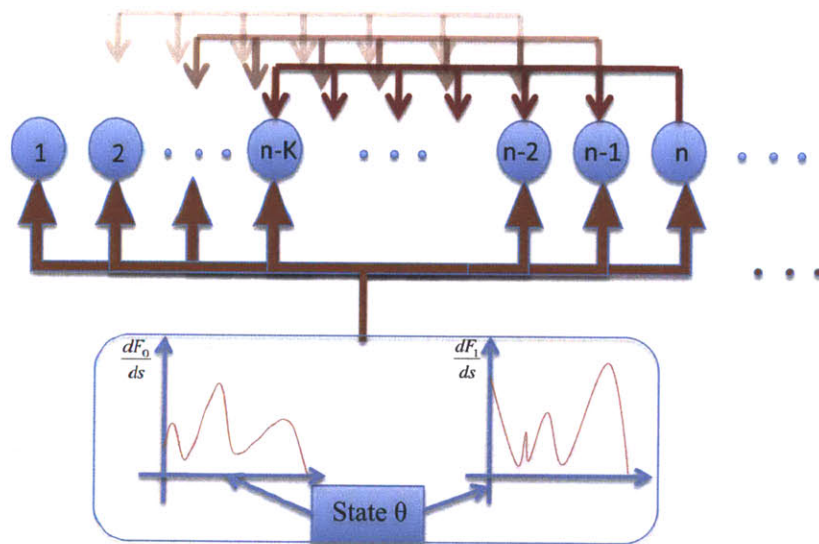 1 2 . . . n-K . . . n-2 n-1 n . . .
. . .
dF₀/ds dF₁/ds
State θ